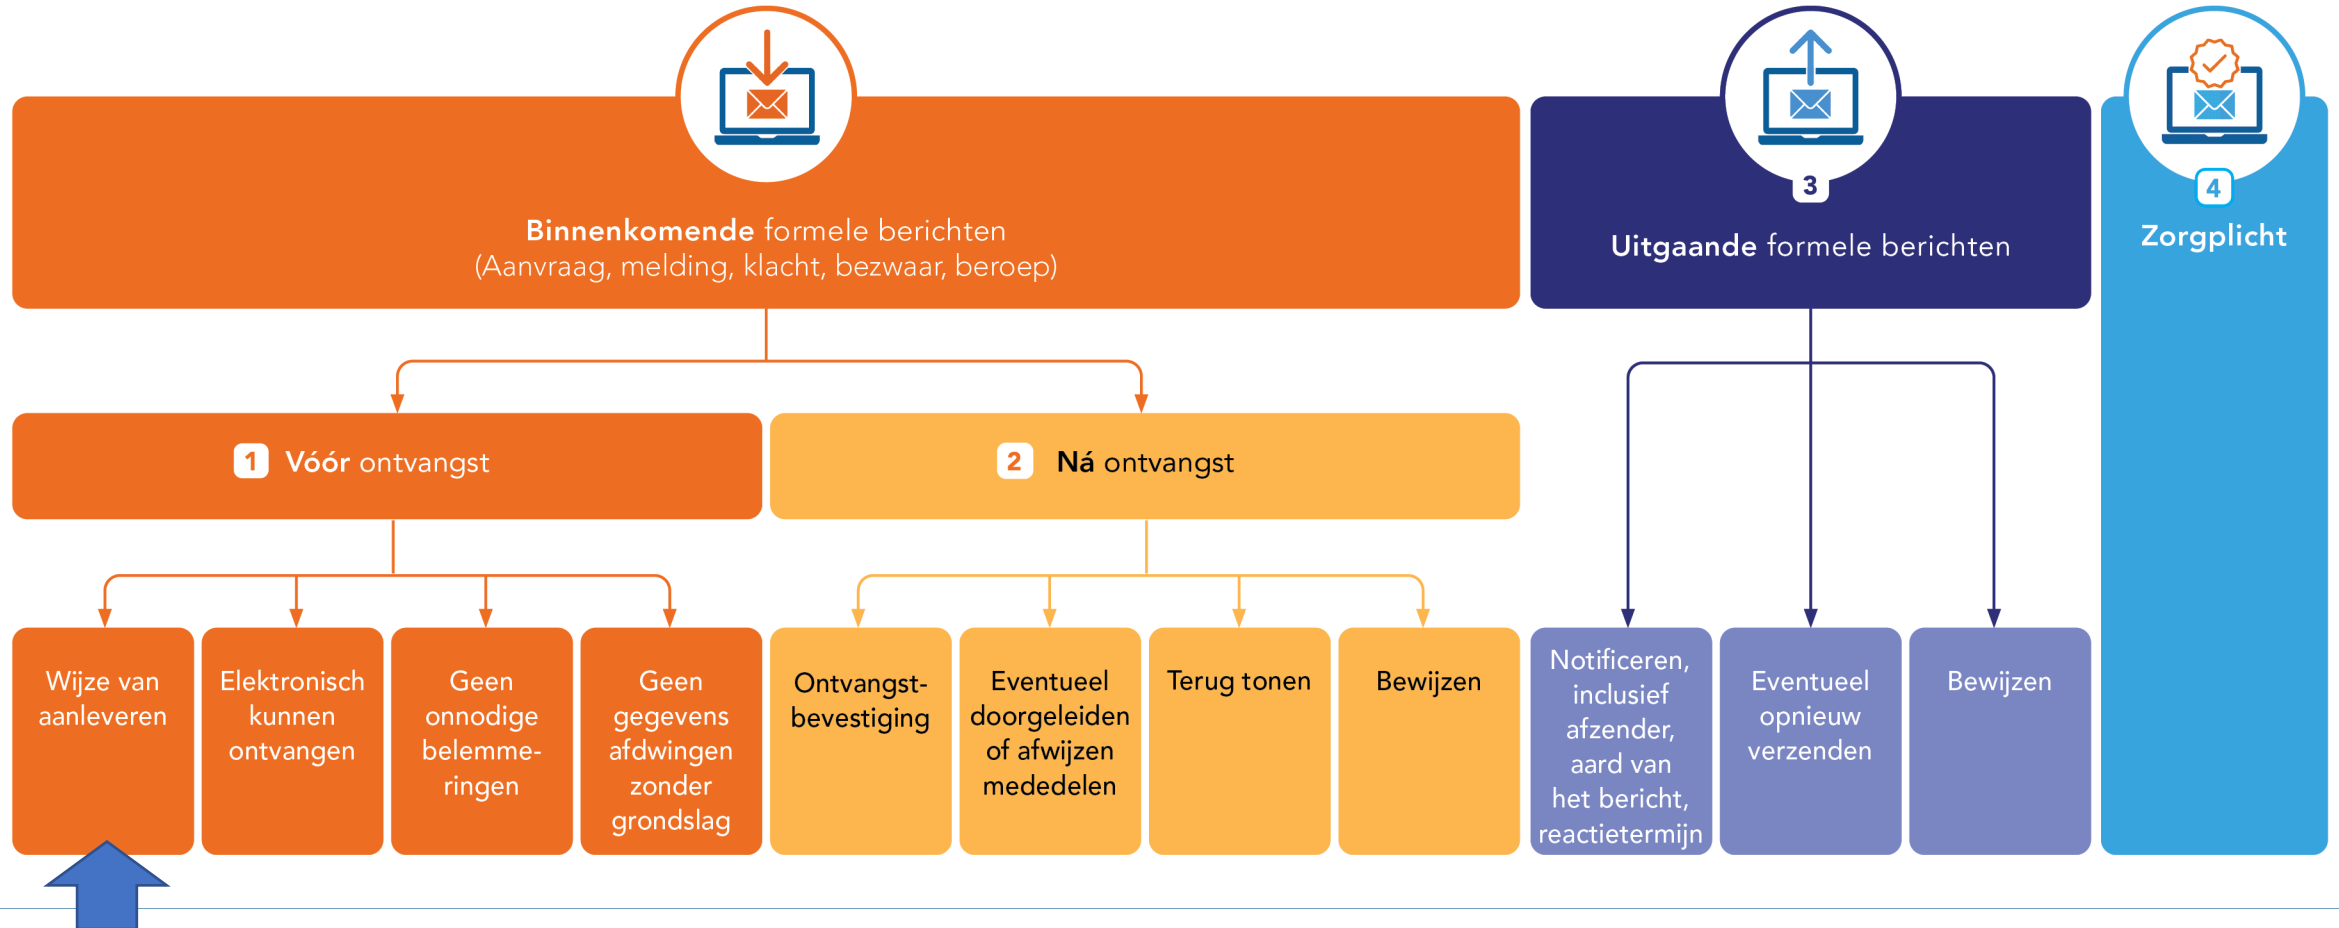 Binnenkomende formele berichten
(Aanvraag, melding, klacht, bezwaar, beroep)
3
Uitgaande formele berichten
4
Zorgplicht
1 Vóór ontvangst
2 Ná ontvangst
Wijze van
aanleveren
Elektronisch
kunnen
ontvangen
Geen
onnodige
belemme-
ringen
Geen
gegevens
afdwingen
zonder
grondslag
Ontvangst-
bevestiging
Eventueel
doorgeleiden
of afwijzen
mededelen
Terug tonen
Bewijzen
Notificeren,
inclusief
afzender,
aard van
het bericht,
reactietermijn
Eventueel
opnieuw
verzenden
Bewijzen